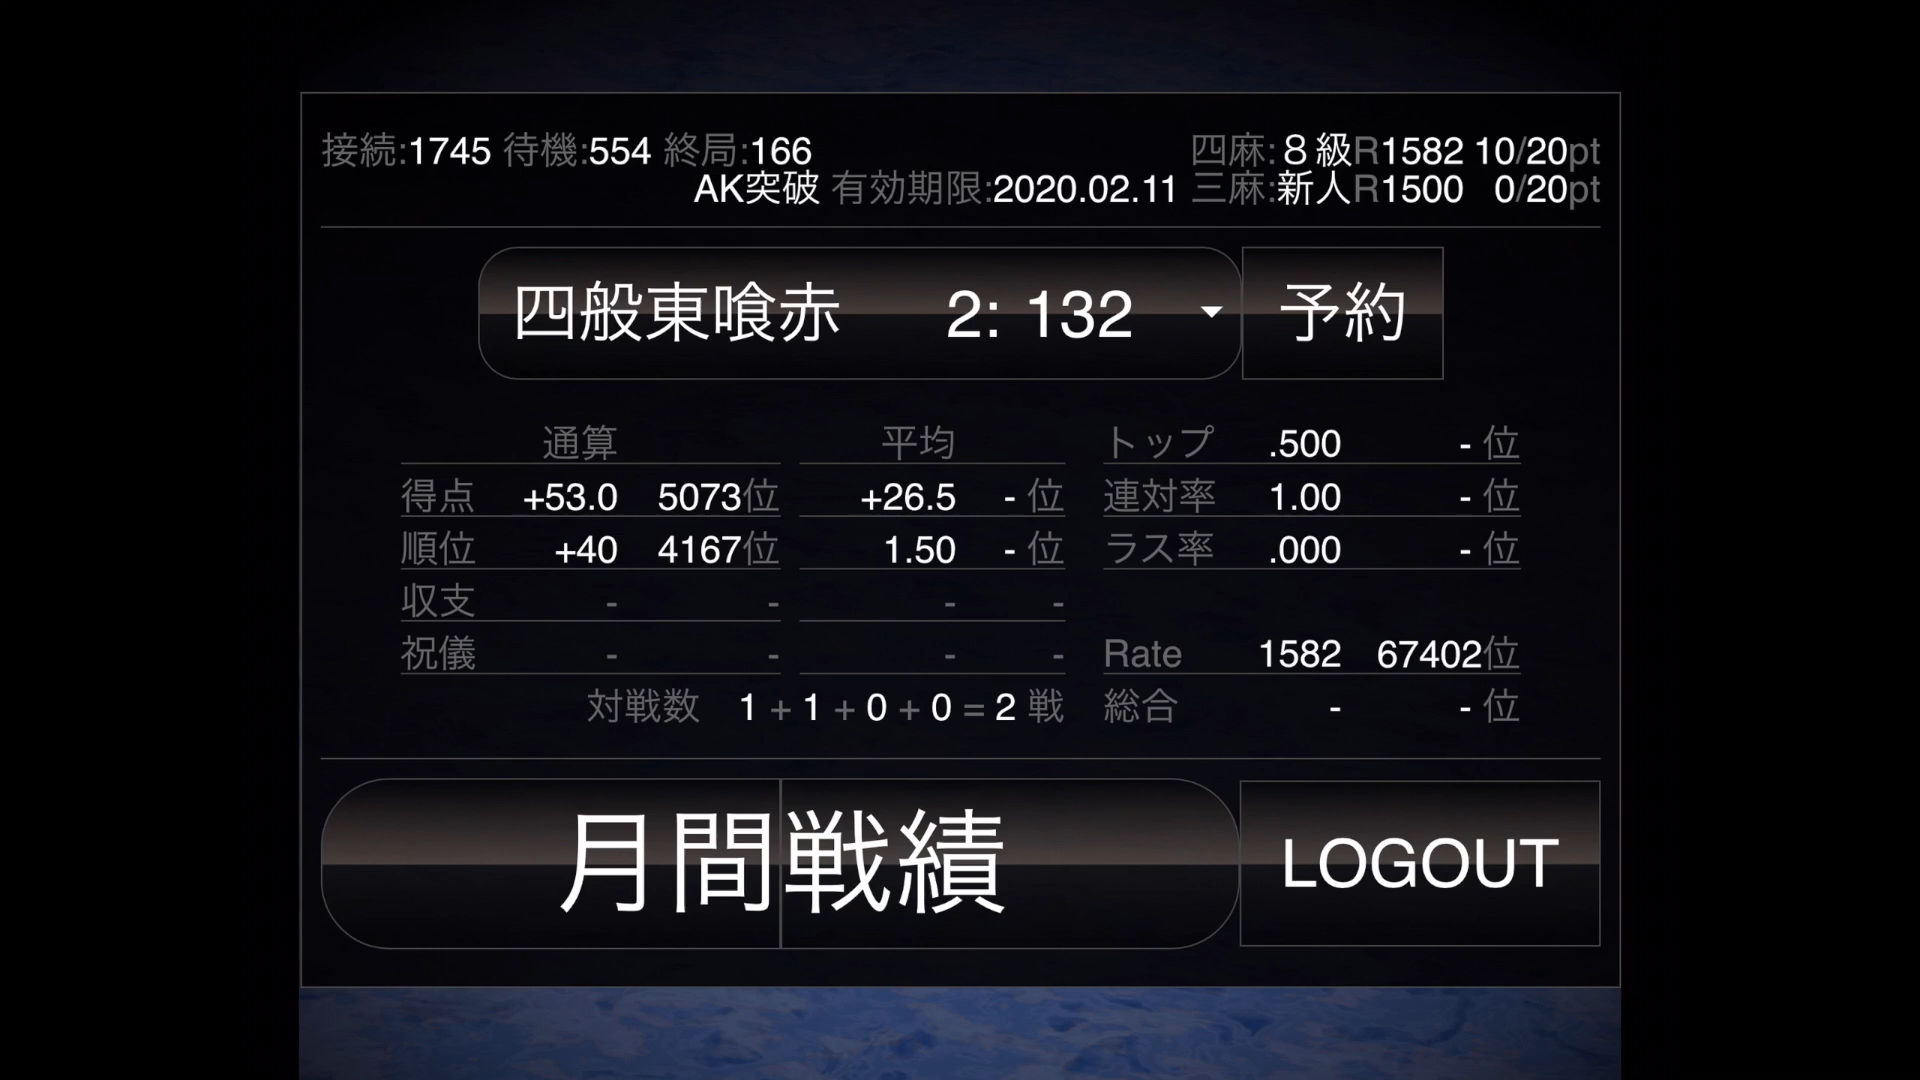 接続:1745 待機:554 終局:166 四麻:８級R1582 10/20pt
AK突破 有効期限:2020.02.11 三麻:新人R1500 0/20pt
四般東喰赤 2: 132 予約
通算 平均 トップ .500 - 位
得点 +53.0 5073位 +26.5 - 位 連対率 1.00 - 位
順位 +40 4167位 1.50 - 位 ラス率 .000 - 位
収支 - - - -
祝儀 - - - - Rate 1582 67402位
対戦数 1 + 1 + 0 + 0 = 2 戦 総合 - - 位
月間戦績 LOGOUT